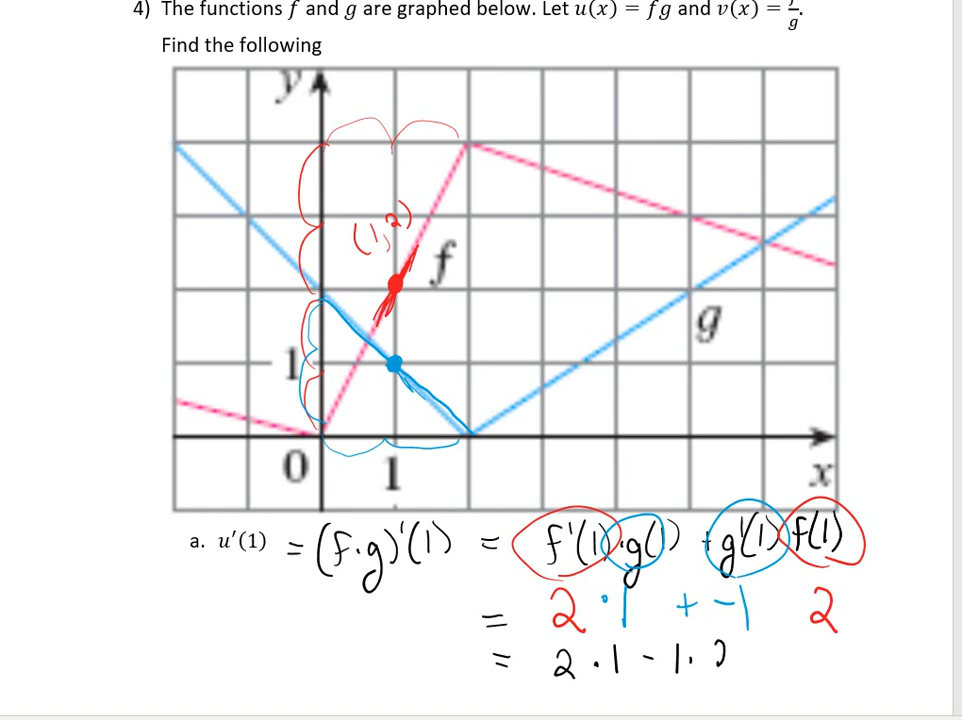 4) The functions f and g are graphed below. Let u(x) = fg and v(x) = f/g.
Find the following
y
(1,2)
f
g
1
0 1 x
a. u'(1) = (f·g)'(1) = f'(1)·g(1) + g'(1) f(1)
= 2·1 + -1 2
= 2·1 - 1·2